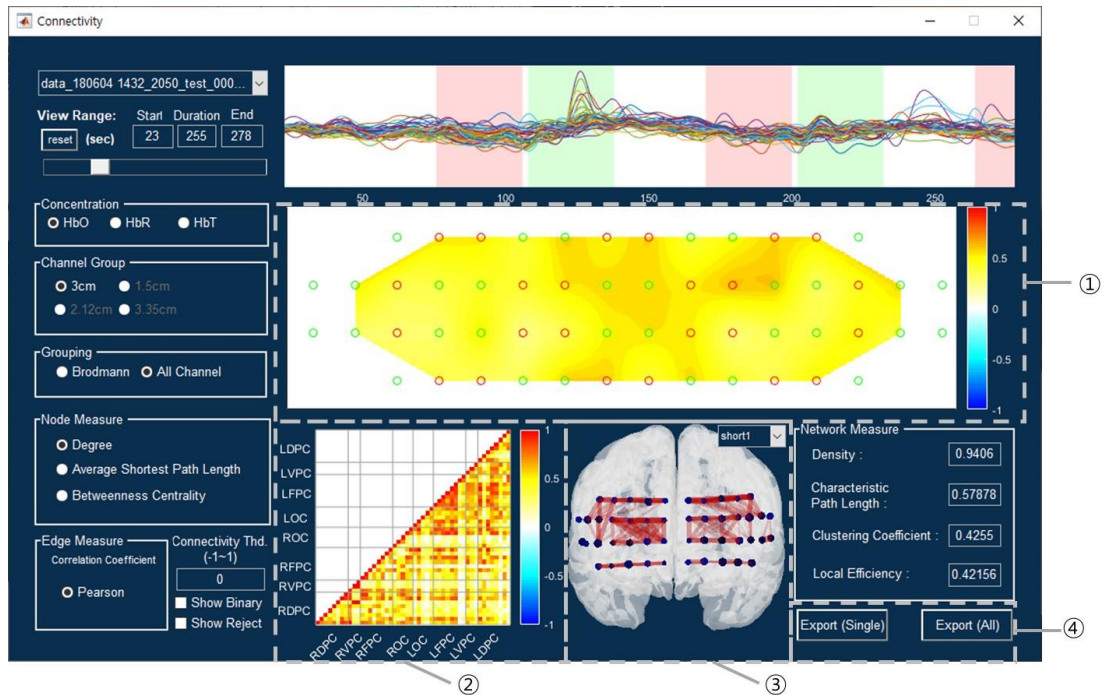 Connectivity
data_180604 1432_2050_test_000...
View Range:
Start Duration End
reset (sec) 23 255 278
50 100 150 200 250
Concentration
HbO HbR HbT
Channel Group
3cm 1.5cm
2.12cm 3.35cm
Grouping
Brodmann All Channel
1
0.5
0
-0.5
-1
①
Node Measure
Degree
Average Shortest Path Length
Betweenness Centrality
Edge Measure
Correlation Coefficient
Pearson
Connectivity Thd.
(-1~1)
0
Show Binary
Show Reject
LDPC
LVPC
LFPC
LOC
ROC
RFPC
RVPC
RDPC
RDPC RVPC RFPC ROC LOC LFPC LVPC LDPC
1
0.5
0
-0.5
-1
②
short1
③
Network Measure
Density : 0.9406
Characteristic
Path Length : 0.57878
Clustering Coefficient : 0.4255
Local Efficiency : 0.42156
Export (Single) Export (All)
④